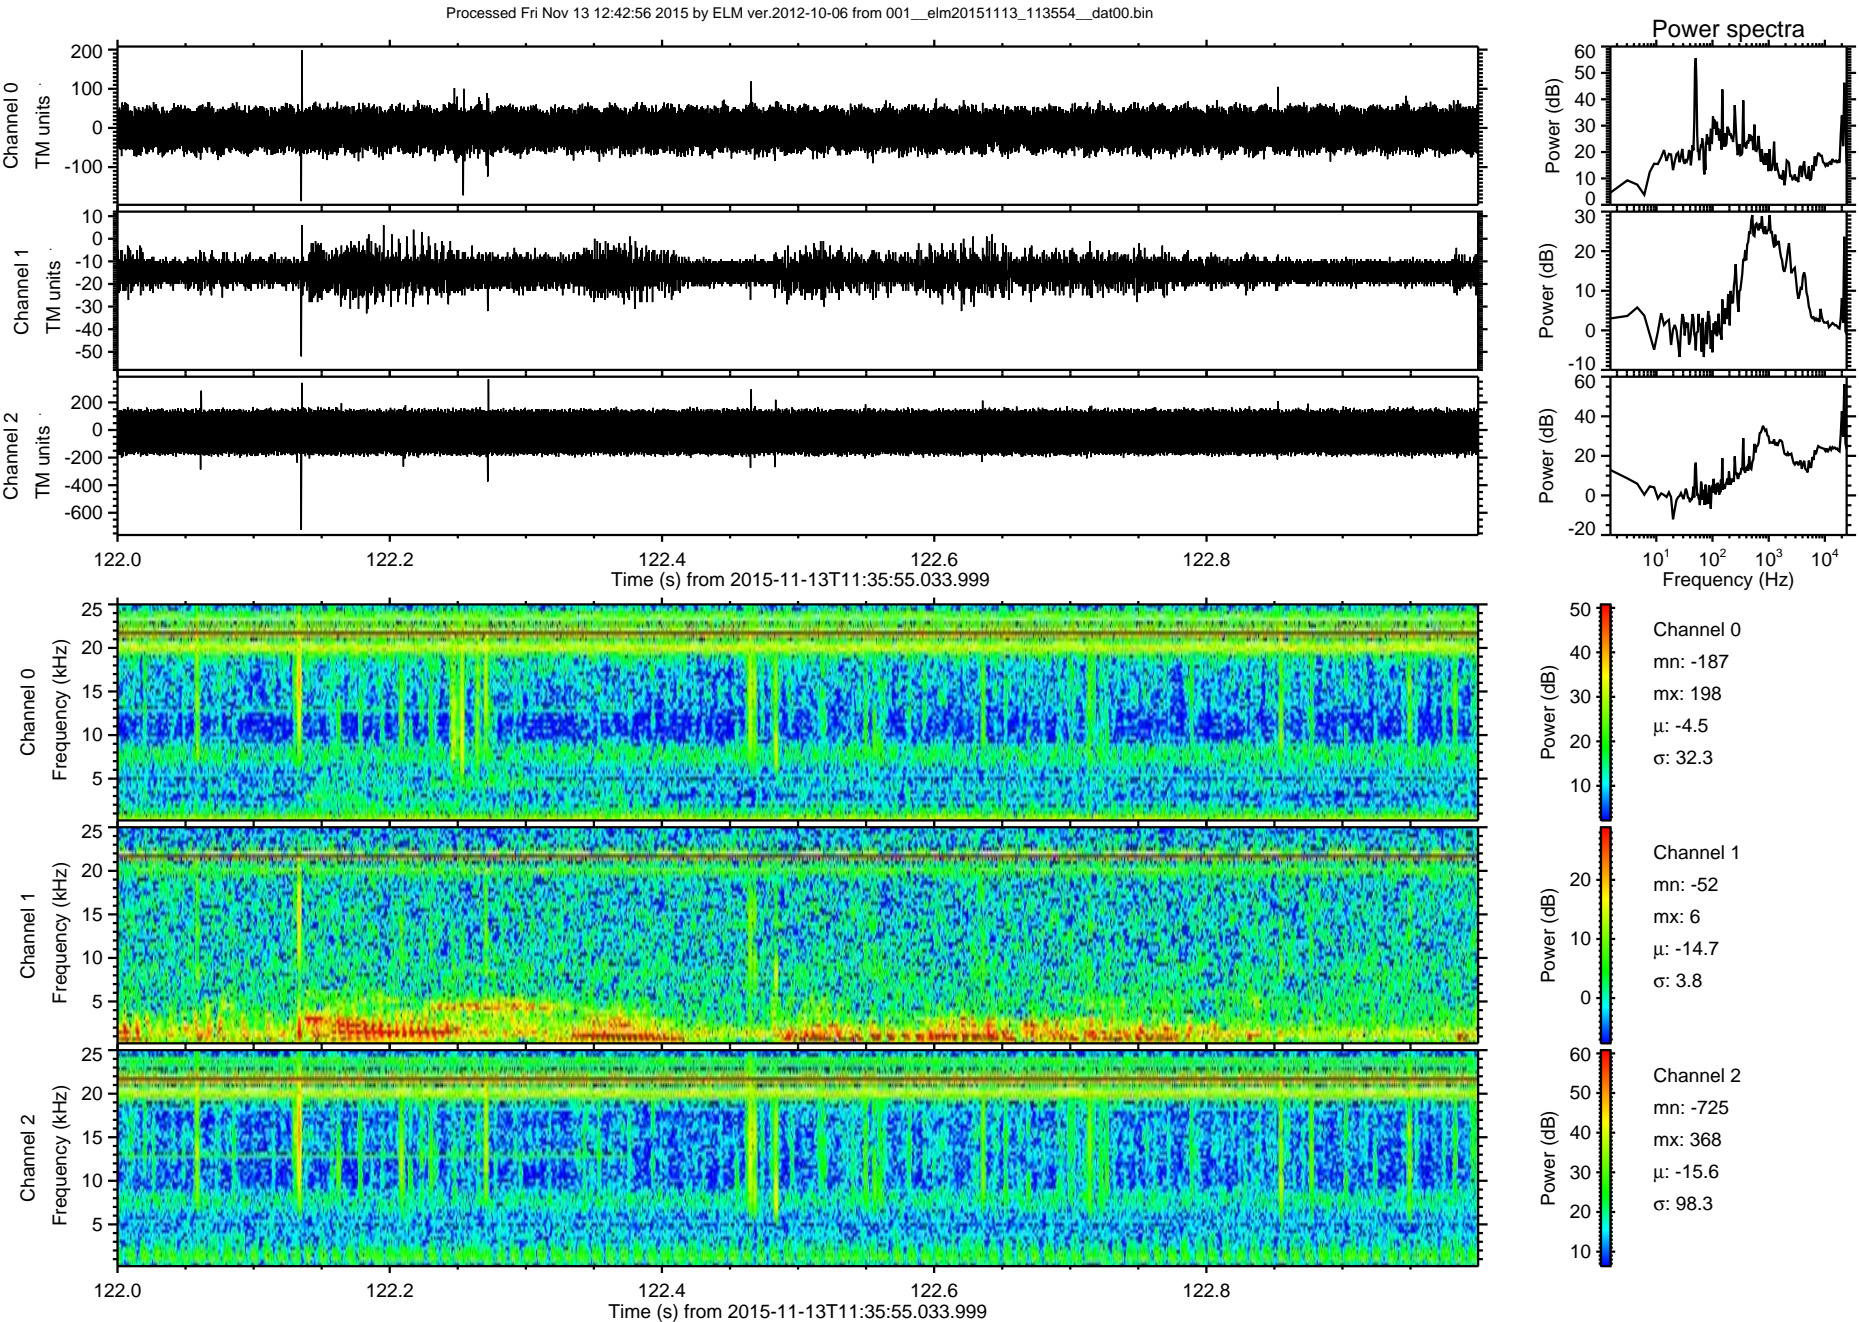 Processed Fri Nov 13 12:42:56 2015 by ELM ver.2012-10-06 from 001__elm20151113_113554__dat00.bin
Power spectra
Channel 0
TM units
200
100
0
-100
Power (dB)
60
50
40
30
20
10
0
Channel 1
TM units
10
0
-10
-20
-30
-40
-50
Power (dB)
30
20
10
0
-10
Channel 2
TM units
200
0
-200
-400
-600
Power (dB)
60
40
20
0
-20
122.0 122.2 122.4 122.6 122.8
Time (s) from 2015-11-13T11:35:55.033.999
10^1 10^2 10^3 10^4
Frequency (Hz)
Channel 0
Frequency (kHz)
25
20
15
10
5
Power (dB)
50
40
30
20
10
Channel 0
mn: -187
mx: 198
μ: -4.5
σ: 32.3
Channel 1
Frequency (kHz)
25
20
15
10
5
Power (dB)
20
10
0
Channel 1
mn: -52
mx: 6
μ: -14.7
σ: 3.8
Channel 2
Frequency (kHz)
25
20
15
10
5
Power (dB)
60
50
40
30
20
10
Channel 2
mn: -725
mx: 368
μ: -15.6
σ: 98.3
122.0 122.2 122.4 122.6 122.8
Time (s) from 2015-11-13T11:35:55.033.999